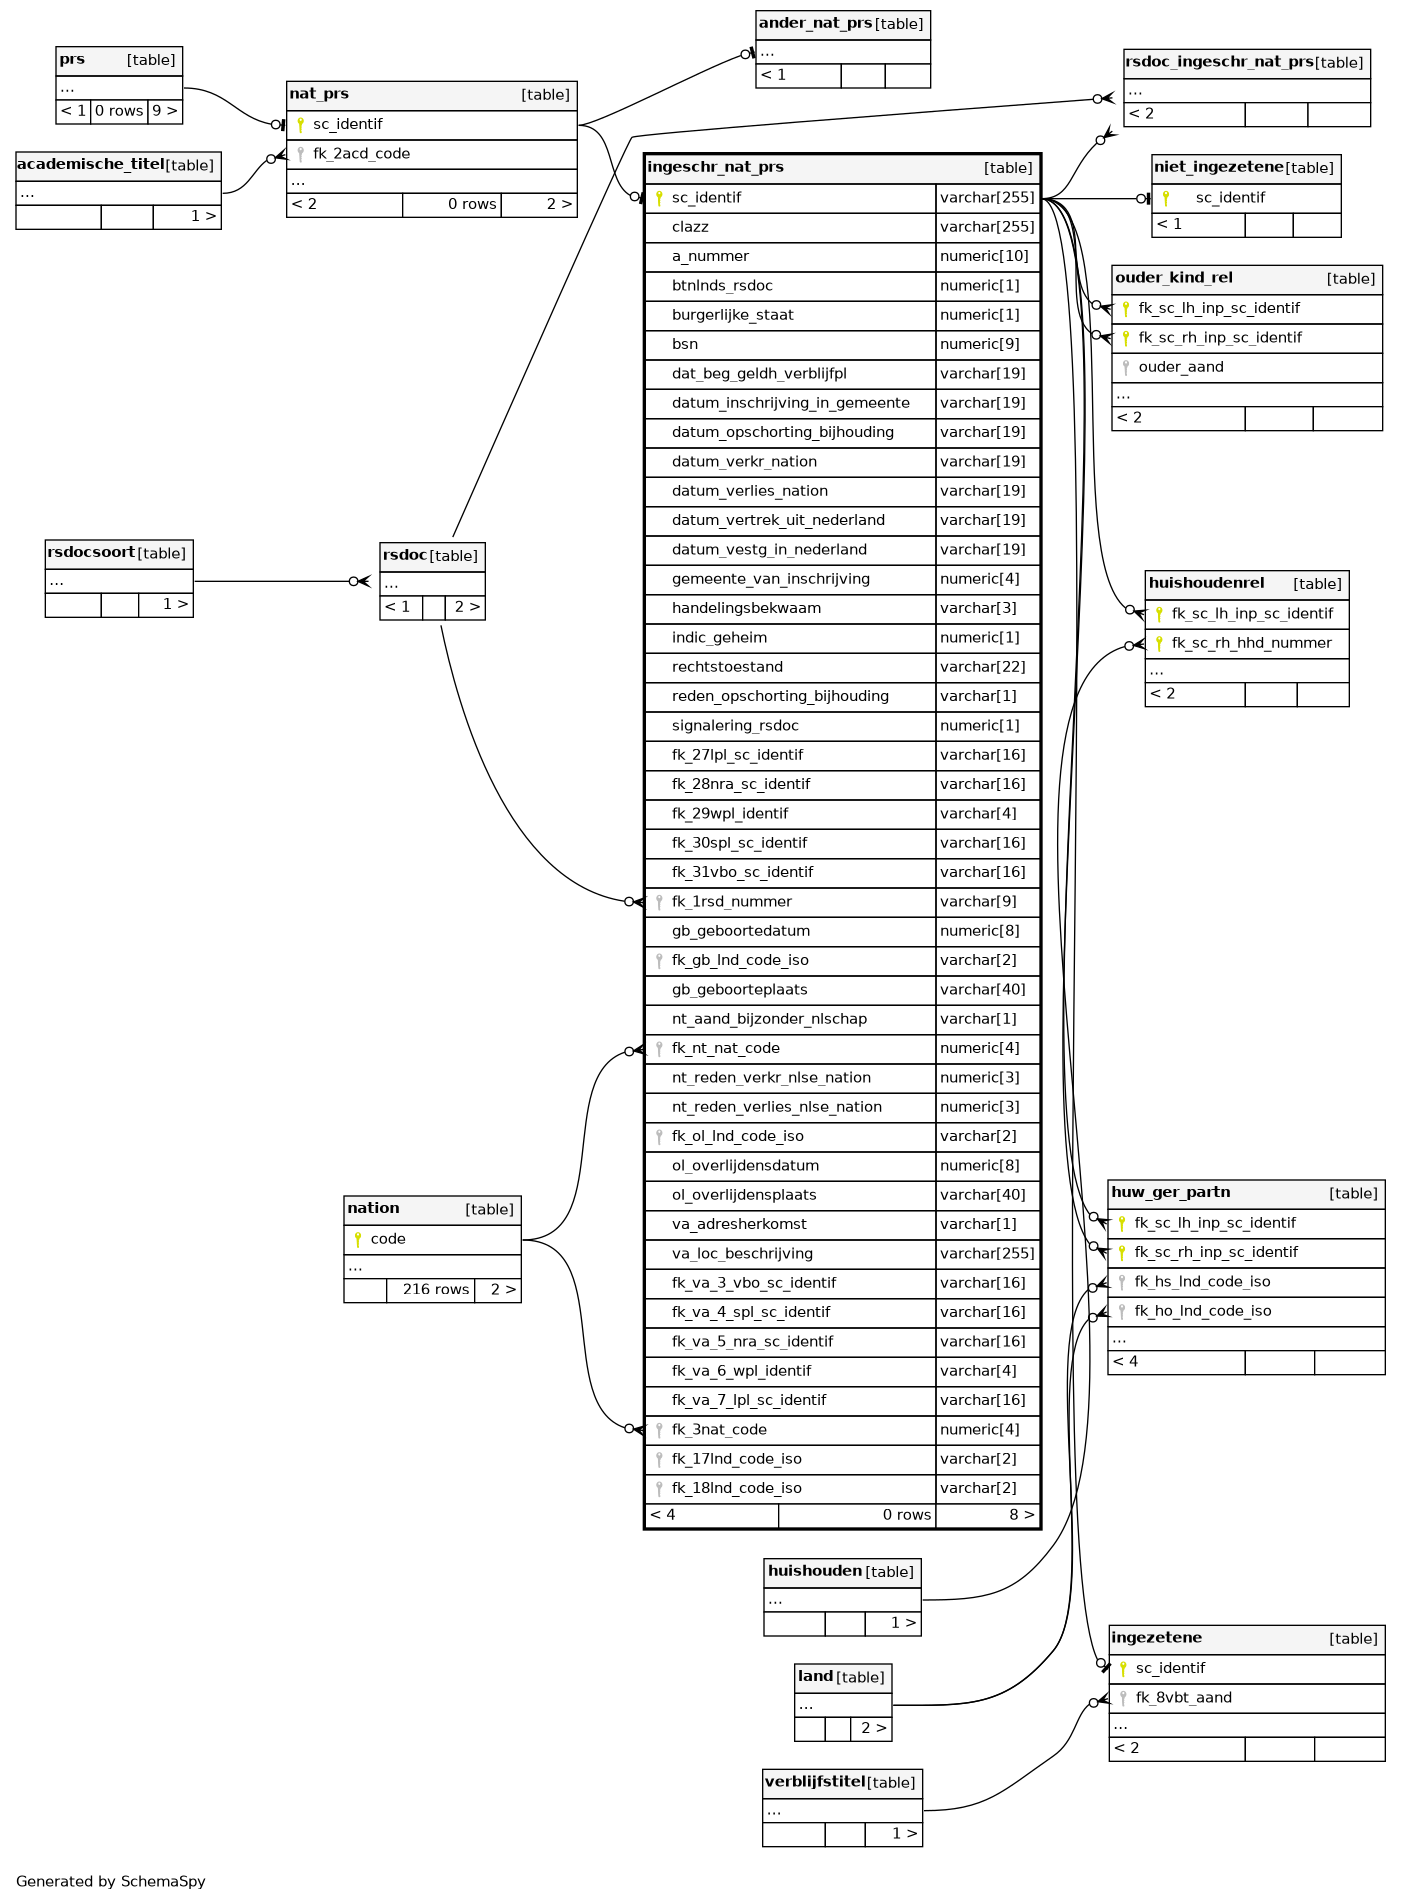 prs [table]
...
< 1 0 rows 9 >
academische_titel [table]
...
1 >
nat_prs [table]
sc_identif
fk_2acd_code
...
< 2 0 rows 2 >
ander_nat_prs [table]
...
< 1
rsdoc_ingeschr_nat_prs [table]
...
< 2
niet_ingezetene [table]
sc_identif
< 1
ouder_kind_rel [table]
fk_sc_lh_inp_sc_identif
fk_sc_rh_inp_sc_identif
ouder_aand
...
< 2
rsdocsoort [table]
...
1 >
rsdoc [table]
...
< 1 2 >
ingeschr_nat_prs [table]
sc_identif varchar[255]
clazz varchar[255]
a_nummer numeric[10]
btnlnds_rsdoc numeric[1]
burgerlijke_staat numeric[1]
bsn numeric[9]
dat_beg_geldh_verblijfpl varchar[19]
datum_inschrijving_in_gemeente varchar[19]
datum_opschorting_bijhouding varchar[19]
datum_verkr_nation varchar[19]
datum_verlies_nation varchar[19]
datum_vertrek_uit_nederland varchar[19]
datum_vestg_in_nederland varchar[19]
gemeente_van_inschrijving numeric[4]
handelingsbekwaam varchar[3]
indic_geheim numeric[1]
rechtstoestand varchar[22]
reden_opschorting_bijhouding varchar[1]
signalering_rsdoc numeric[1]
fk_27lpl_sc_identif varchar[16]
fk_28nra_sc_identif varchar[16]
fk_29wpl_identif varchar[4]
fk_30spl_sc_identif varchar[16]
fk_31vbo_sc_identif varchar[16]
fk_1rsd_nummer varchar[9]
gb_geboortedatum numeric[8]
fk_gb_lnd_code_iso varchar[2]
gb_geboorteplaats varchar[40]
nt_aand_bijzonder_nlschap varchar[1]
fk_nt_nat_code numeric[4]
nt_reden_verkr_nlse_nation numeric[3]
nt_reden_verlies_nlse_nation numeric[3]
fk_ol_lnd_code_iso varchar[2]
ol_overlijdensdatum numeric[8]
ol_overlijdensplaats varchar[40]
va_adresherkomst varchar[1]
va_loc_beschrijving varchar[255]
fk_va_3_vbo_sc_identif varchar[16]
fk_va_4_spl_sc_identif varchar[16]
fk_va_5_nra_sc_identif varchar[16]
fk_va_6_wpl_identif varchar[4]
fk_va_7_lpl_sc_identif varchar[16]
fk_3nat_code numeric[4]
fk_17lnd_code_iso varchar[2]
fk_18lnd_code_iso varchar[2]
< 4 0 rows 8 >
huishoudenrel [table]
fk_sc_lh_inp_sc_identif
fk_sc_rh_hhd_nummer
...
< 2
nation [table]
code
...
216 rows 2 >
huw_ger_partn [table]
fk_sc_lh_inp_sc_identif
fk_sc_rh_inp_sc_identif
fk_hs_lnd_code_iso
fk_ho_lnd_code_iso
...
< 4
huishouden [table]
...
1 >
land [table]
...
2 >
ingezetene [table]
sc_identif
fk_8vbt_aand
...
< 2
verblijfstitel [table]
...
1 >
Generated by SchemaSpy